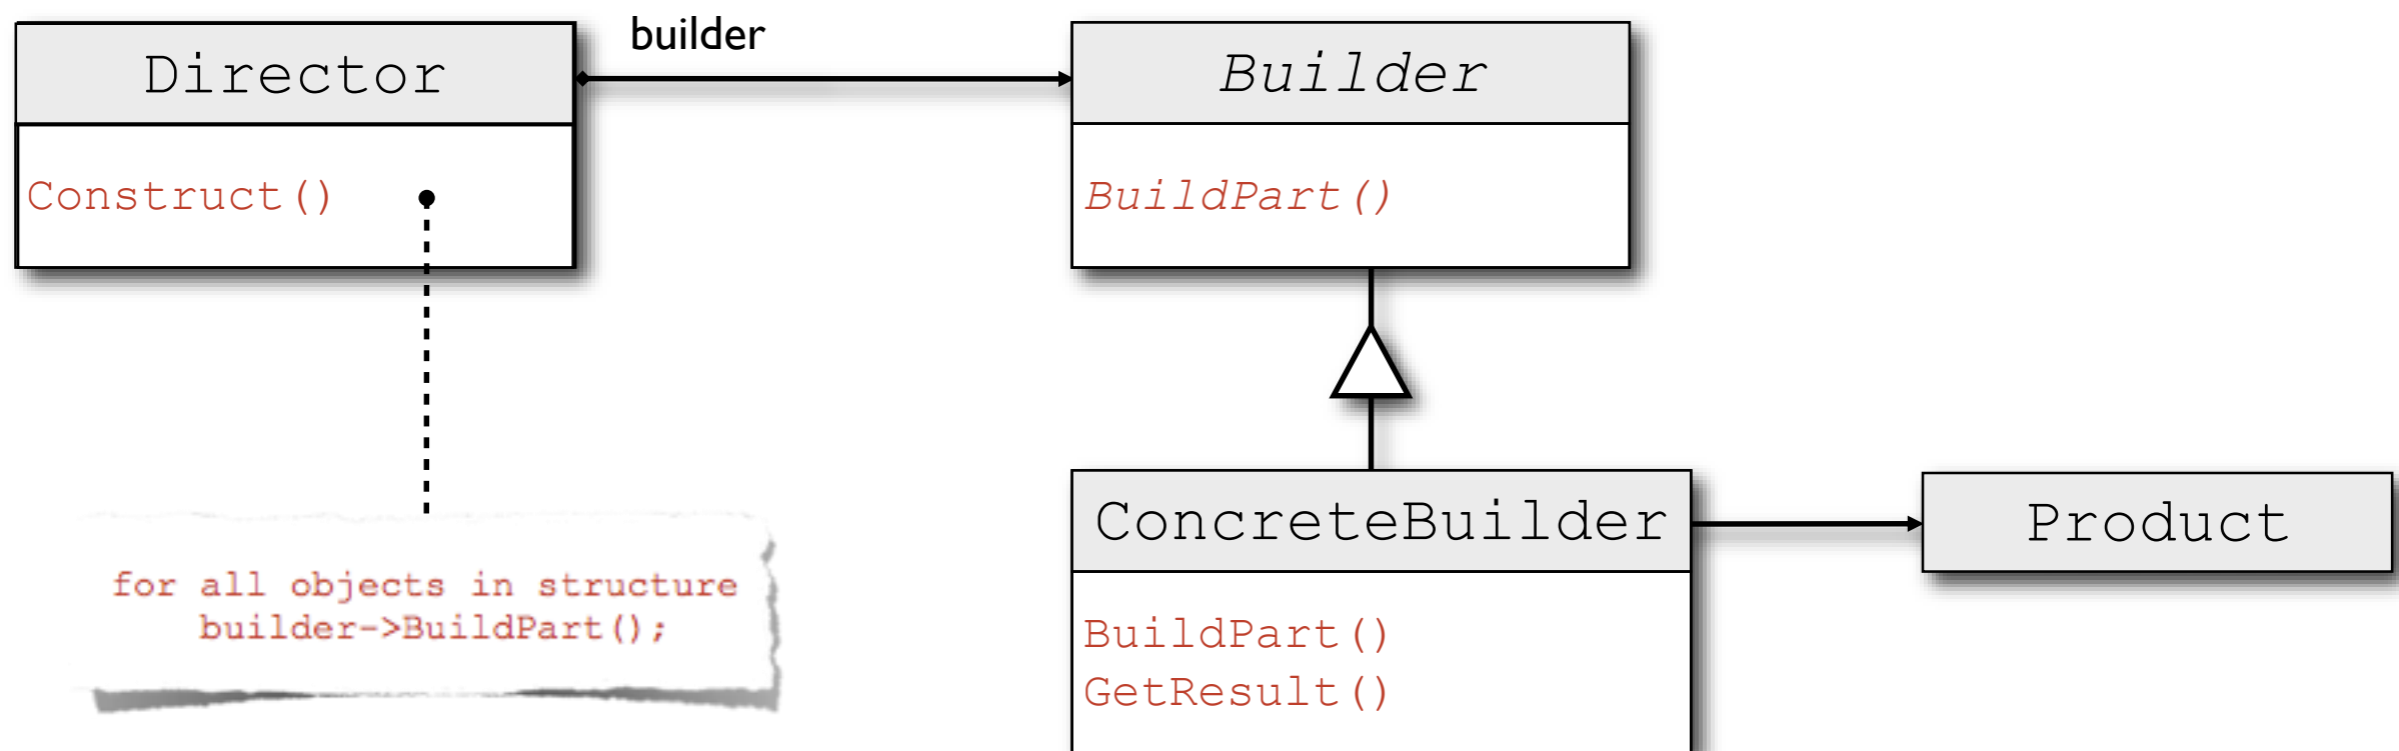 Director
builder
Builder
Construct()
BuildPart()
for all objects in structure
builder->BuildPart();
ConcreteBuilder
Product
BuildPart()
GetResult()